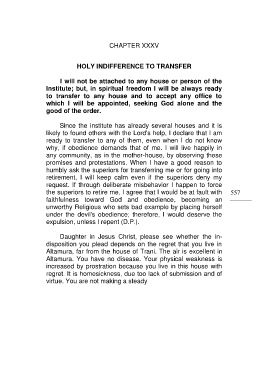 CHAPTER XXXV
HOLY INDIFFERENCE TO TRANSFER
I will not be attached to any house or person of the
Institute; but, in spiritual freedom I will be always ready
to transfer to any house and to accept any office to
which I will be appointed, seeking God alone and the
good of the order.
Since the institute has already several houses and it is
likely to found others with the Lord's help, I declare that I am
ready to transfer to any of them, even when I do not know
why, if obedience demands that of me. I will live happily in
any community, as in the mother-house, by observing these
promises and protestations. When I have a good reason to
humbly ask the superiors for transferring me or for going into
retirement, I will keep calm even if the superiors deny my
request. If through deliberate misbehavior I happen to force
the superiors to retire me, I agree that I would be at fault with
557
faithfulness toward God and obedience, becoming an
unworthy Religious who sets bad example by placing herself
under the devil's obedience; therefore, I would deserve the
expulsion, unless I repent (D.P.).
Daughter in Jesus Christ, please see whether the in-
disposition you plead depends on the regret that you live in
Altamura, far from the house of Trani. The air is excellent in
Altamura. You have no disease. Your physical weakness is
increased by prostration because you live in this house with
regret. It is homesickness, due too lack of submission and of
virtue. You are not making a steady